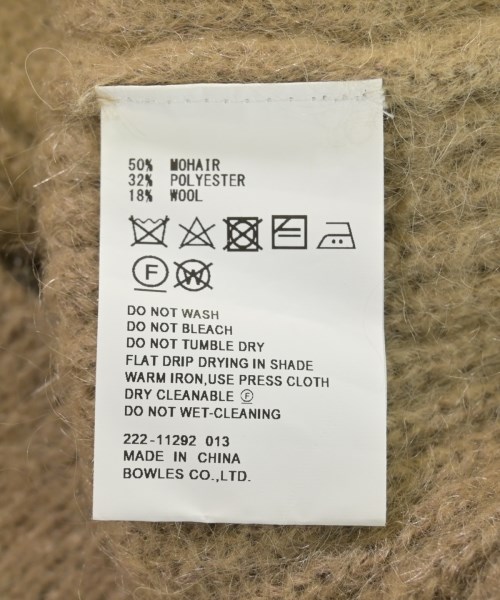 50% MOHAIR
32% POLYESTER
18% WOOL
F W
DO NOT WASH
DO NOT BLEACH
DO NOT TUMBLE DRY
FLAT DRIP DRYING IN SHADE
WARM IRON,USE PRESS CLOTH
DRY CLEANABLE Ⓕ
DO NOT WET-CLEANING
222-11292 013
MADE IN CHINA
BOWLES CO.,LTD.